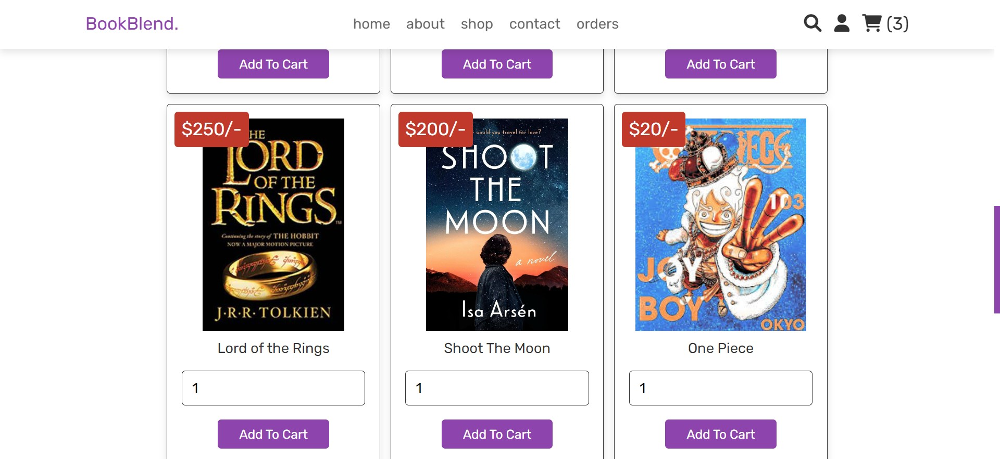 BookBlend.
home about shop contact orders
(3)
Add To Cart
Add To Cart
Add To Cart
$250/-
HE
LORD
OF THE
RINGS
TM
Continuing the story of THE HOBBIT
NOW A MAJOR MOTION PICTURE
J·R·R·TOLKIEN
Lord of the Rings
1
Add To Cart
$200/-
would you travel for love?
SHOOT
THE
MOON
a novel
Isa Arsén
Shoot The Moon
1
Add To Cart
$20/-
PIECE
103
JOY
BOY
OKYO
One Piece
1
Add To Cart